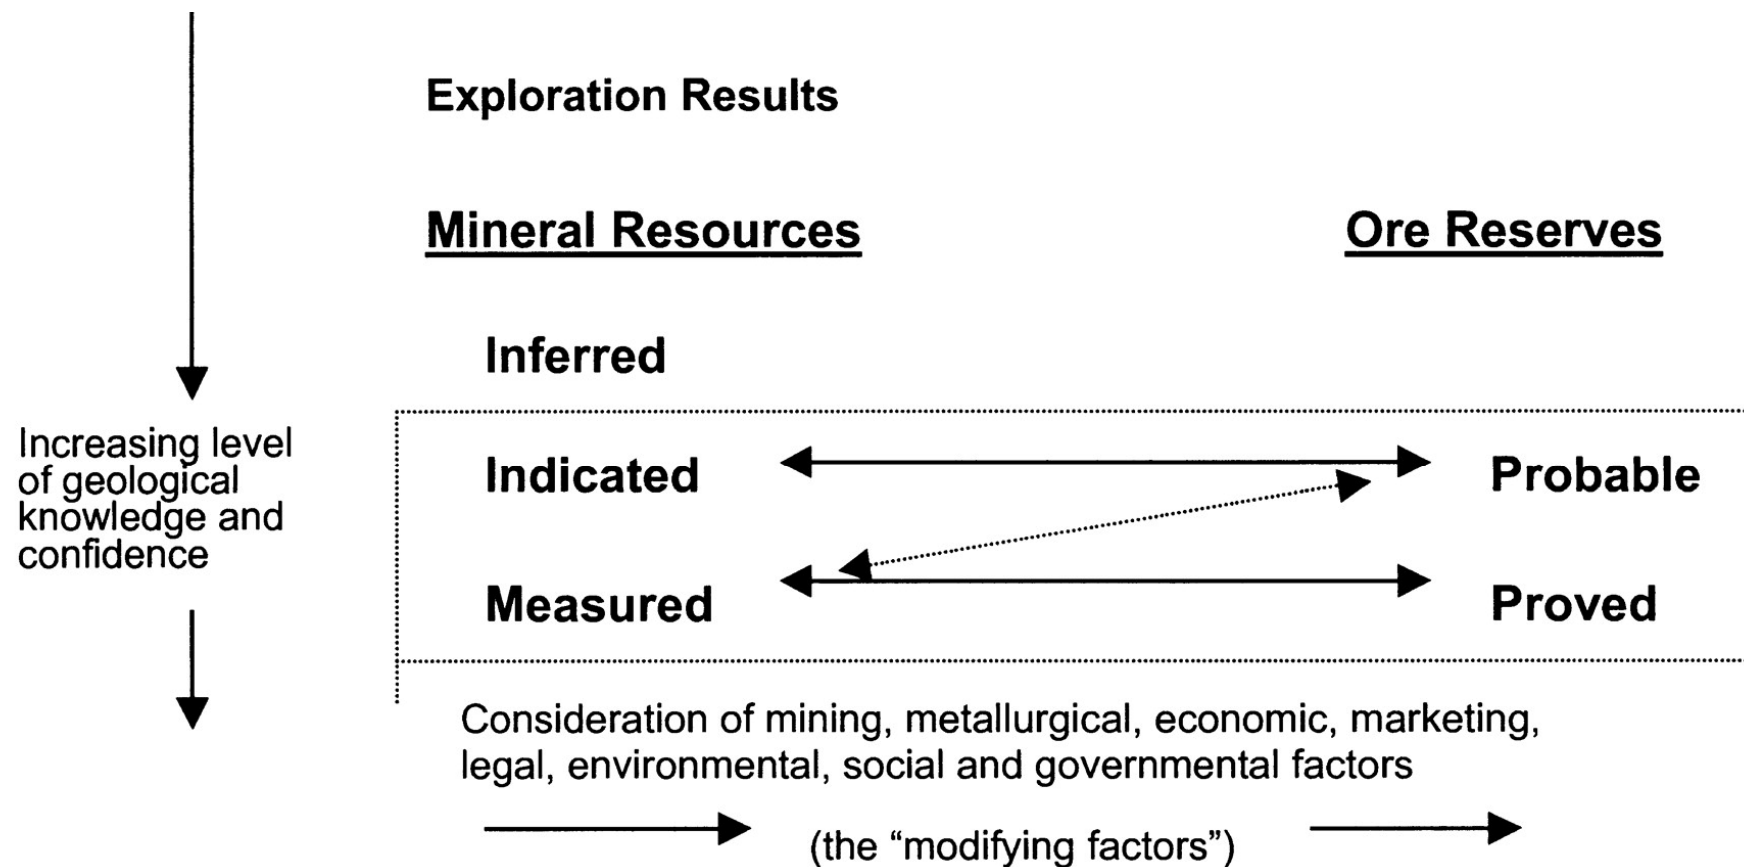 Exploration Results
Mineral Resources
Ore Reserves
Inferred
Increasing level
of geological
knowledge and
confidence
Indicated
Probable
Measured
Proved
Consideration of mining, metallurgical, economic, marketing,
legal, environmental, social and governmental factors
(the “modifying factors”)